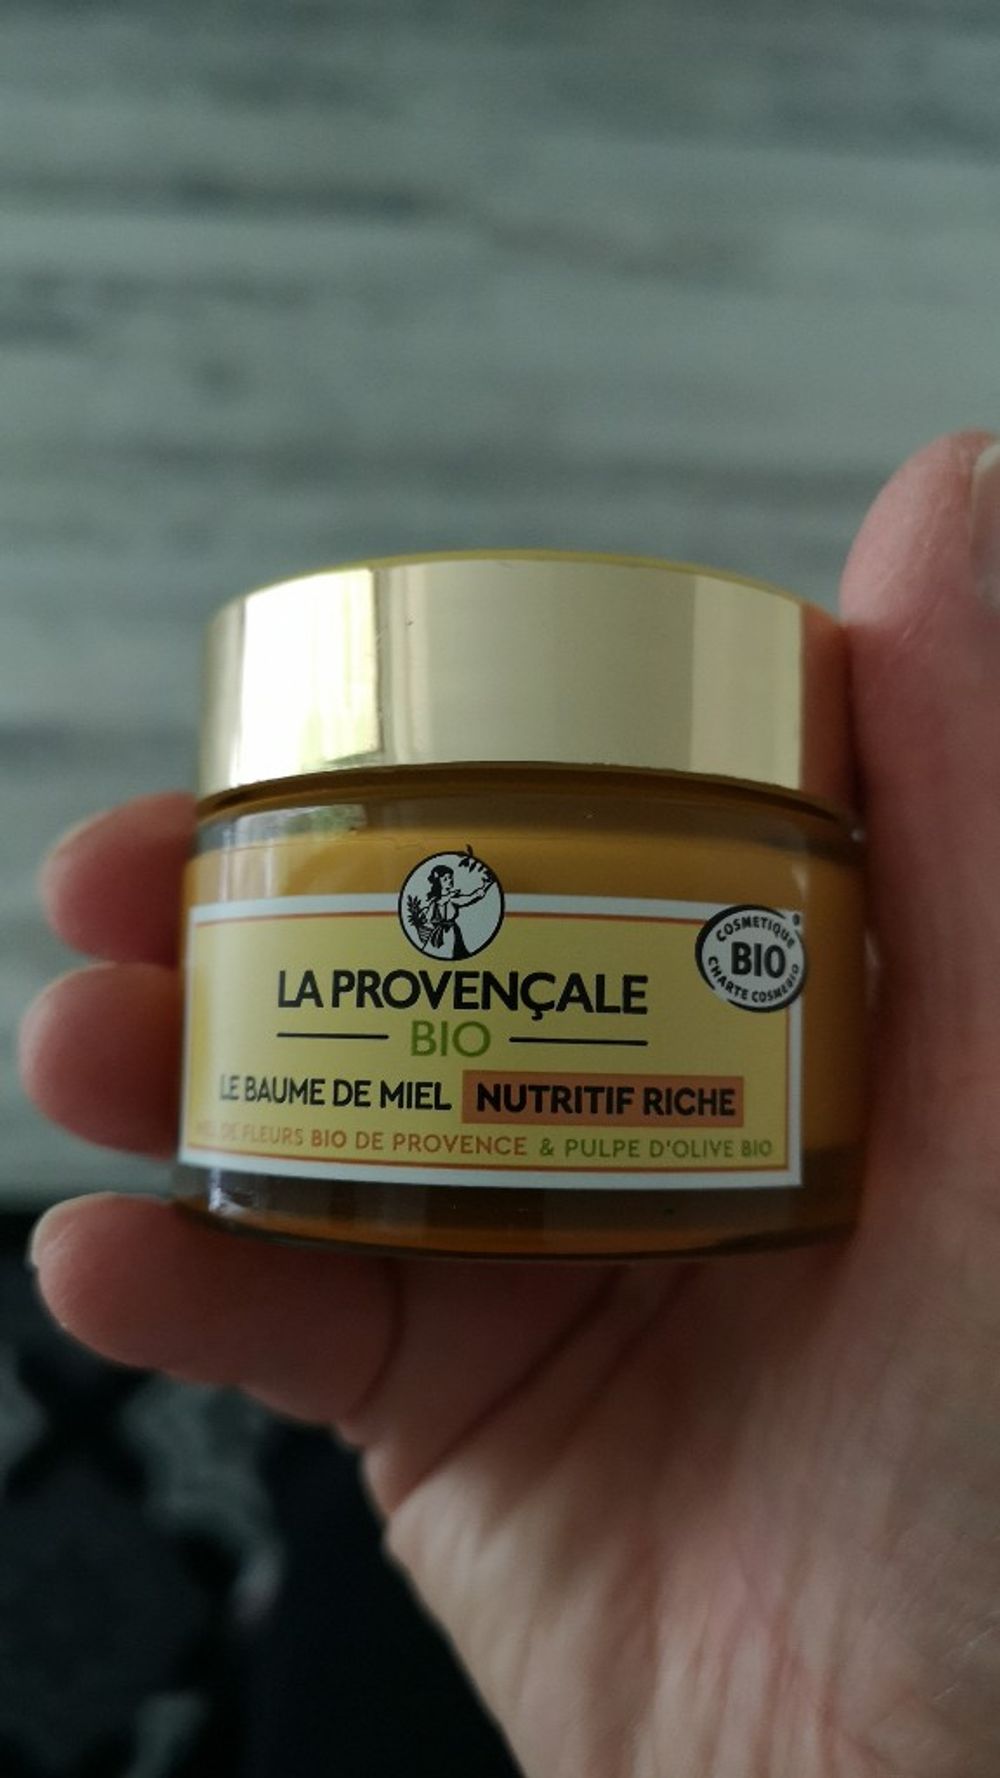 LA PROVENÇALE
BIO
LE BAUME DE MIEL NUTRITIF RICHE
MIEL DE FLEURS BIO DE PROVENCE & PULPE D'OLIVE BIO
COSMETIQUE
BIO
CHARTE COSMEBIO